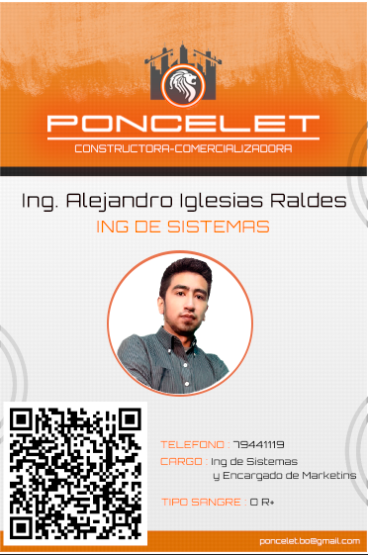 PONCELET
CONSTRUCTORA-COMERCIALIZADORA
Ing. Alejandro Iglesias Raldes
ING DE SISTEMAS
TELEFONO : 79441119
CARGO : Ing de Sistemas
y Encargado de Marketins
TIPO SANGRE : O R+
poncelet.bo@gmail.com